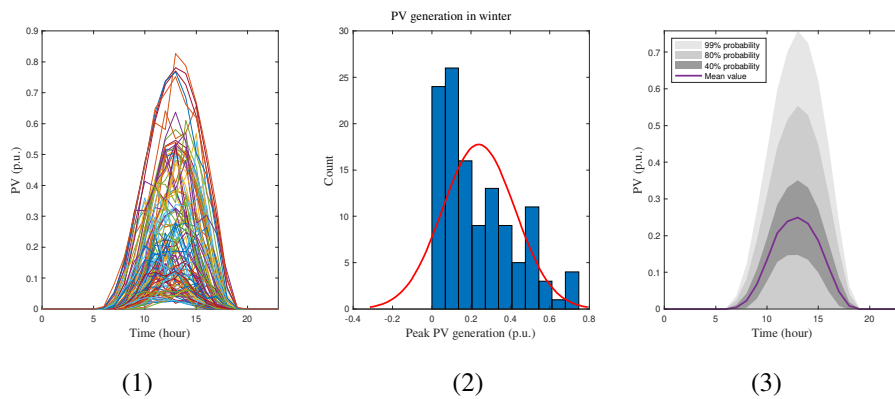 PV generation in winter
0.9
0.8
0.7
0.6
0.5
0.4
0.3
0.2
0.1
0
PV (p.u.)
0 5 10 15 20
Time (hour)
(1)
30
25
20
15
10
5
0
Count
-0.4 -0.2 0 0.2 0.4 0.6 0.8
Peak PV generation (p.u.)
(2)
99% probability
80% probability
40% probability
Mean value
0.7
0.6
0.5
0.4
0.3
0.2
0.1
0
PV (p.u.)
0 5 10 15 20
Time (hour)
(3)